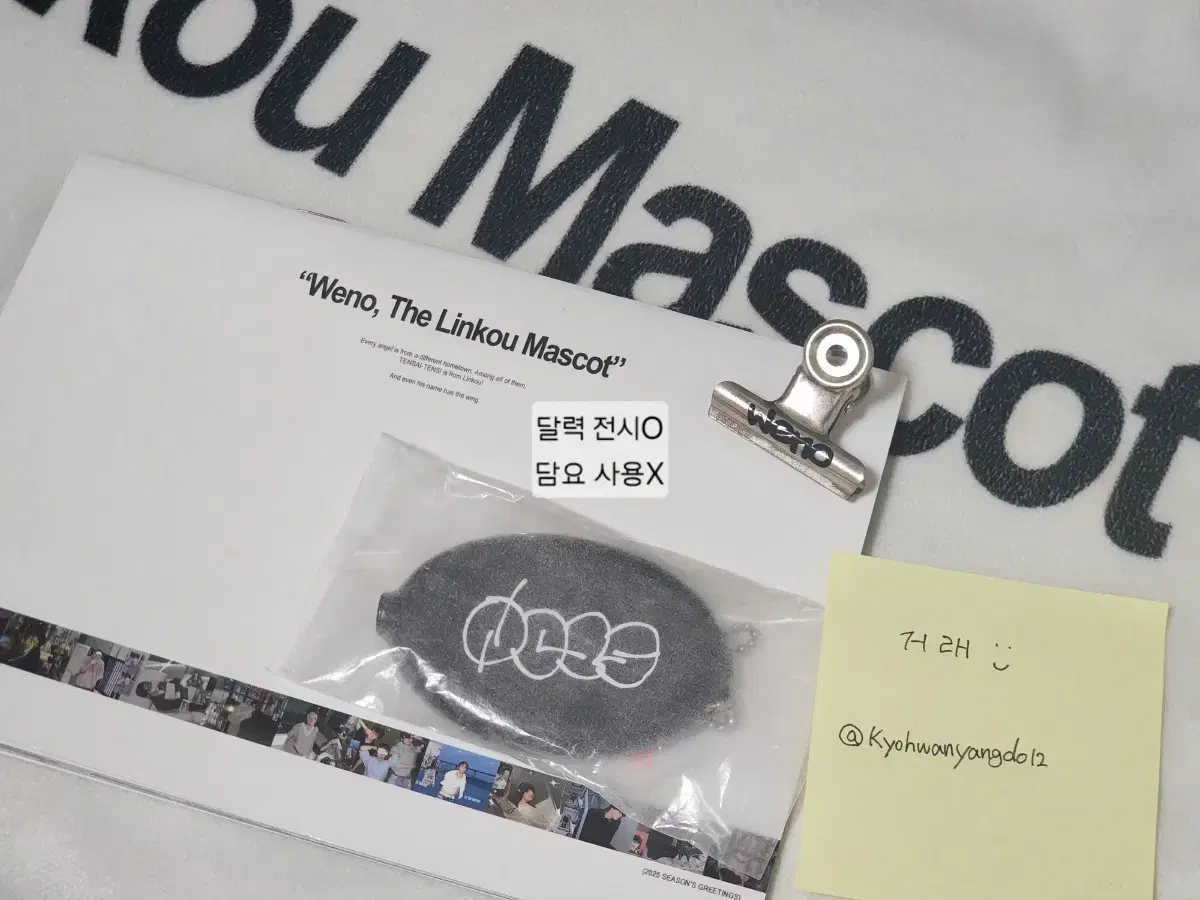 kou Mascot
“Weno, The Linkou Mascot”
Every angel is from a different hometown. Among all of them,
TENSAI-TENSI is from Linkou!
And even his name has the wing.
weno
달력 전시O
담요 사용X
거래 :)
@Kyohwanyangdo12
(2025 SEASON'S GREETINGS)